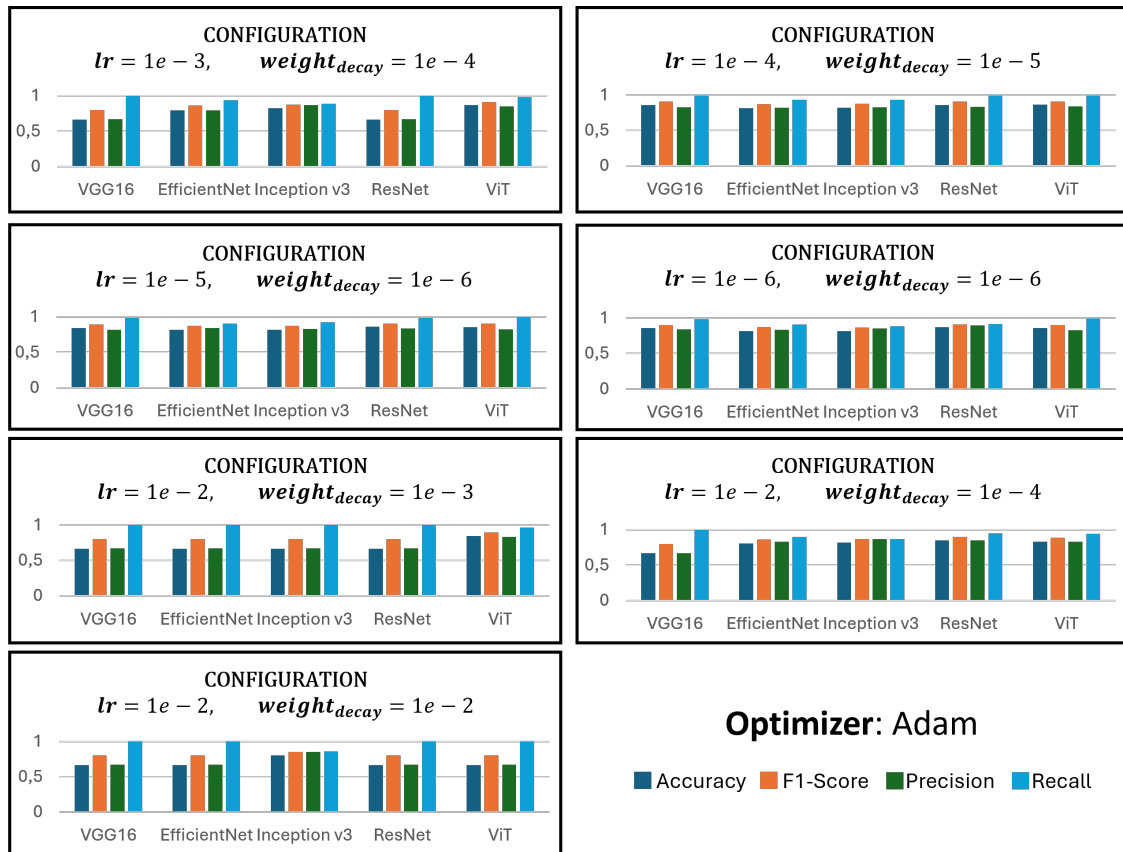 CONFIGURATION
lr = 1e − 3, weight_decay = 1e − 4
1
0,5
0
VGG16 EfficientNet Inception v3 ResNet ViT
CONFIGURATION
lr = 1e − 4, weight_decay = 1e − 5
1
0,5
0
VGG16 EfficientNet Inception v3 ResNet ViT
CONFIGURATION
lr = 1e − 5, weight_decay = 1e − 6
1
0,5
0
VGG16 EfficientNet Inception v3 ResNet ViT
CONFIGURATION
lr = 1e − 6, weight_decay = 1e − 6
1
0,5
0
VGG16 EfficientNet Inception v3 ResNet ViT
CONFIGURATION
lr = 1e − 2, weight_decay = 1e − 3
1
0,5
0
VGG16 EfficientNet Inception v3 ResNet ViT
CONFIGURATION
lr = 1e − 2, weight_decay = 1e − 4
1
0,5
0
VGG16 EfficientNet Inception v3 ResNet ViT
CONFIGURATION
lr = 1e − 2, weight_decay = 1e − 2
1
0,5
0
VGG16 EfficientNet Inception v3 ResNet ViT
Optimizer: Adam
Accuracy F1-Score Precision Recall